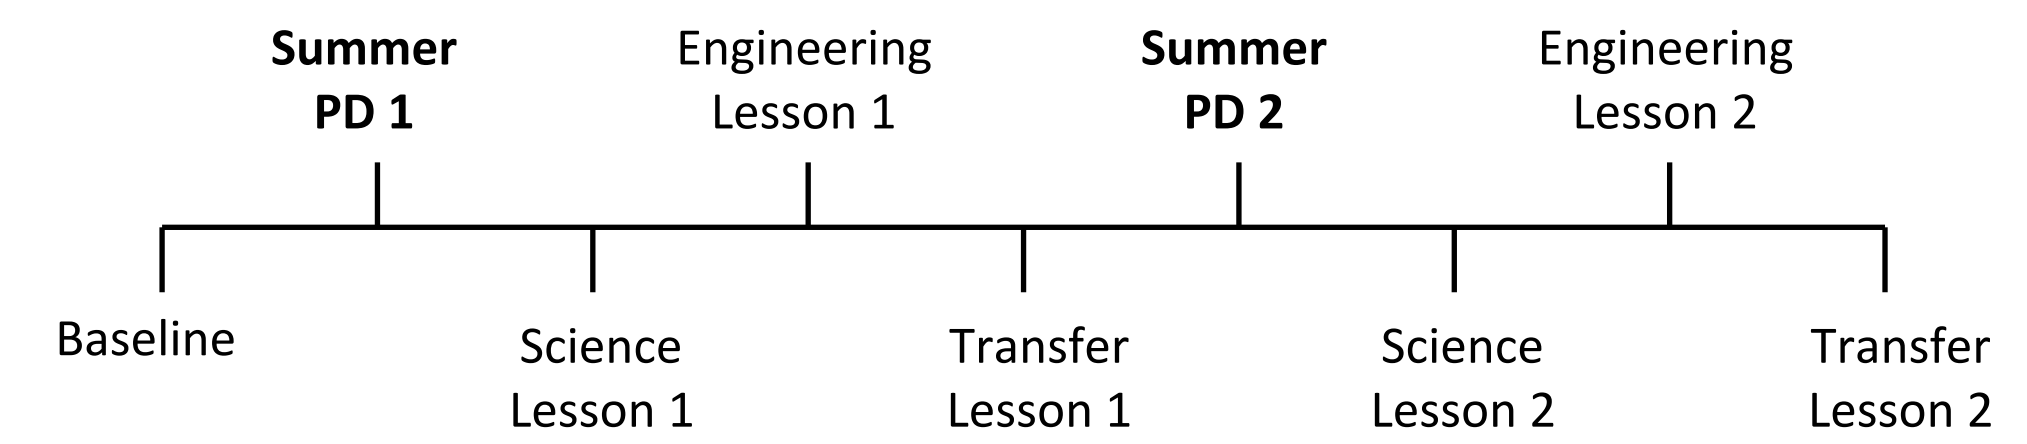 Summer
PD 1
Engineering
Lesson 1
Summer
PD 2
Engineering
Lesson 2
Baseline
Science
Lesson 1
Transfer
Lesson 1
Science
Lesson 2
Transfer
Lesson 2